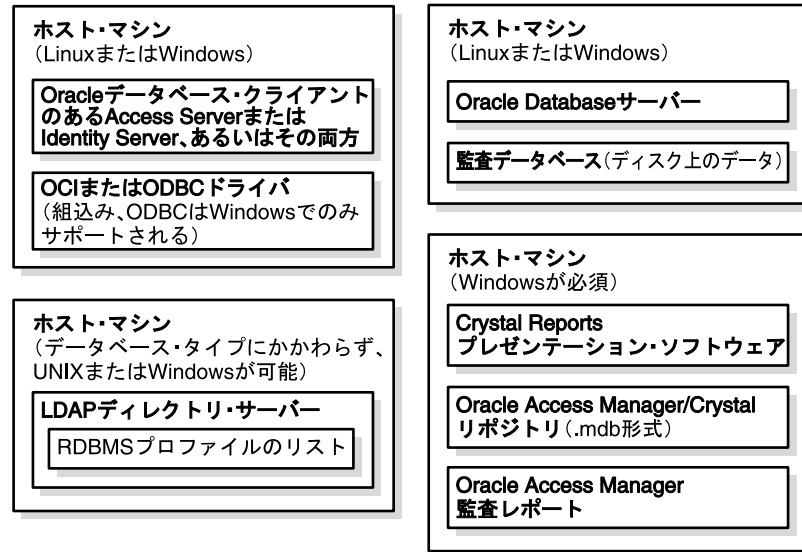 ホスト・マシン
（LinuxまたはWindows）
Oracleデータベース・クライアント
のあるAccess Serverまたは
Identity Server、あるいはその両方
OCIまたはODBCドライバ
（組込み、ODBCはWindowsでのみ
サポートされる）
ホスト・マシン
（データベース・タイプにかかわらず、
UNIXまたはWindowsが可能）
LDAPディレクトリ・サーバー
RDBMSプロファイルのリスト
ホスト・マシン
（LinuxまたはWindows）
Oracle Databaseサーバー
監査データベース（ディスク上のデータ）
ホスト・マシン
（Windowsが必須）
Crystal Reports
プレゼンテーション・ソフトウェア
Oracle Access Manager/Crystal
リポジトリ（.mdb形式）
Oracle Access Manager
監査レポート